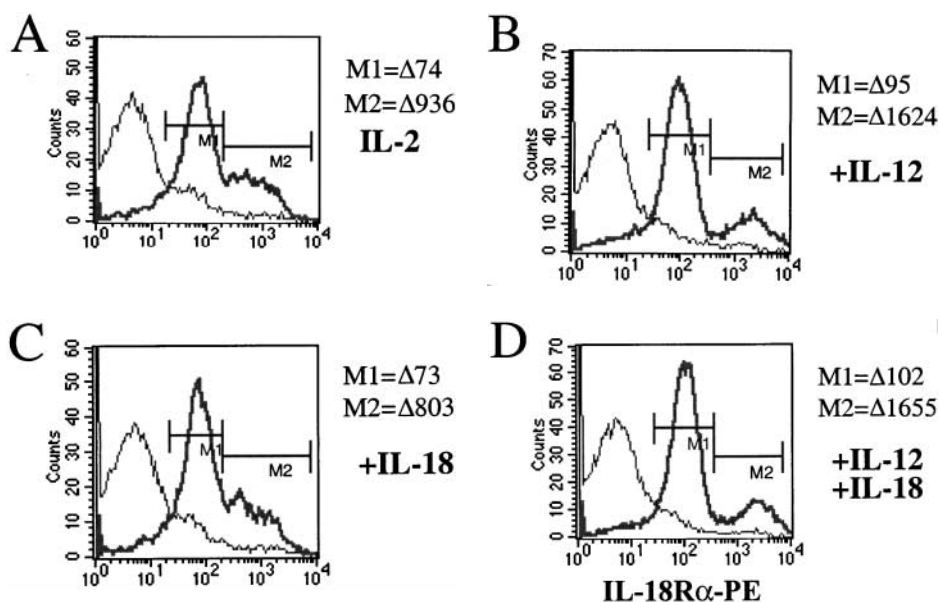 A
60
50
40
30
20
10
0
Counts
M1
M2
10^0 10^1 10^2 10^3 10^4
M1=Δ74
M2=Δ936
IL-2
B
70
60
50
40
30
20
10
0
Counts
M1
M2
10^0 10^1 10^2 10^3 10^4
M1=Δ95
M2=Δ1624
+IL-12
C
60
50
40
30
20
10
0
Counts
M1
M2
10^0 10^1 10^2 10^3 10^4
M1=Δ73
M2=Δ803
+IL-18
D
70
60
50
40
30
20
10
0
Counts
M1
M2
10^0 10^1 10^2 10^3 10^4
M1=Δ102
M2=Δ1655
+IL-12
+IL-18
IL-18Rα-PE